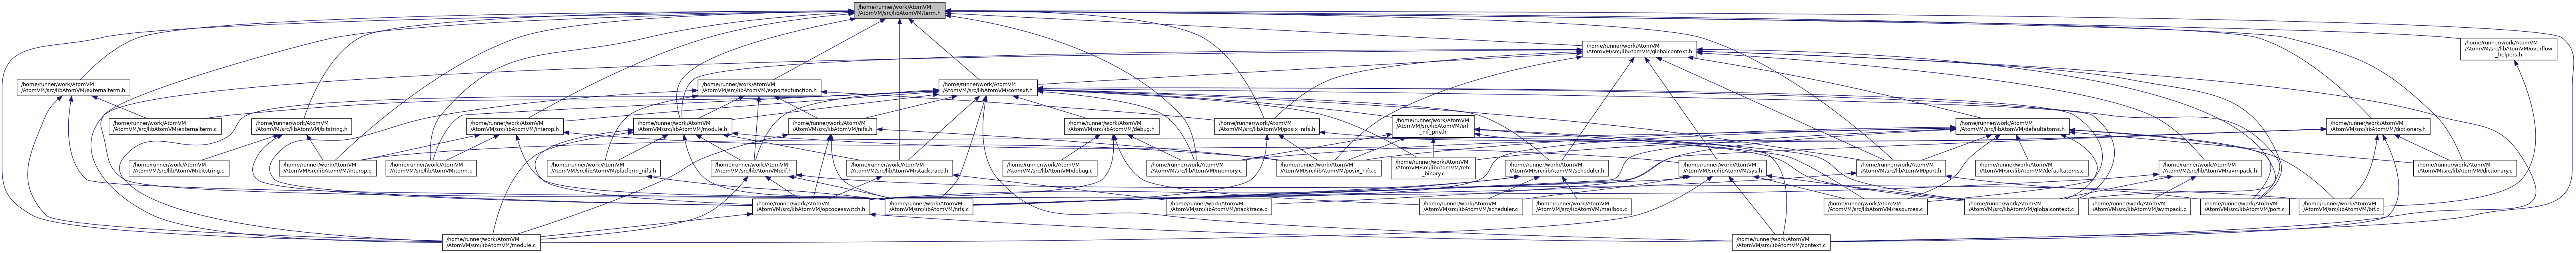 /home/runner/work/AtomVM
/AtomVM/src/libAtomVM/term.h
/home/runner/work/AtomVM
/AtomVM/src/libAtomVM/globalcontext.h
/home/runner/work/AtomVM
/AtomVM/src/libAtomVM/overflow
_helpers.h
/home/runner/work/AtomVM
/AtomVM/src/libAtomVM/externalterm.h
/home/runner/work/AtomVM
/AtomVM/src/libAtomVM/exportedfunction.h
/home/runner/work/AtomVM
/AtomVM/src/libAtomVM/context.h
/home/runner/work/AtomVM
/AtomVM/src/libAtomVM/externalterm.c
/home/runner/work/AtomVM
/AtomVM/src/libAtomVM/bitstring.h
/home/runner/work/AtomVM
/AtomVM/src/libAtomVM/interop.h
/home/runner/work/AtomVM
/AtomVM/src/libAtomVM/module.h
/home/runner/work/AtomVM
/AtomVM/src/libAtomVM/nifs.h
/home/runner/work/AtomVM
/AtomVM/src/libAtomVM/debug.h
/home/runner/work/AtomVM
/AtomVM/src/libAtomVM/posix_nifs.h
/home/runner/work/AtomVM
/AtomVM/src/libAtomVM/erl
_nif_priv.h
/home/runner/work/AtomVM
/AtomVM/src/libAtomVM/defaultatoms.h
/home/runner/work/AtomVM
/AtomVM/src/libAtomVM/dictionary.h
/home/runner/work/AtomVM
/AtomVM/src/libAtomVM/bitstring.c
/home/runner/work/AtomVM
/AtomVM/src/libAtomVM/interop.c
/home/runner/work/AtomVM
/AtomVM/src/libAtomVM/term.c
/home/runner/work/AtomVM
/AtomVM/src/libAtomVM/platform_nifs.h
/home/runner/work/AtomVM
/AtomVM/src/libAtomVM/bif.h
/home/runner/work/AtomVM
/AtomVM/src/libAtomVM/stacktrace.h
/home/runner/work/AtomVM
/AtomVM/src/libAtomVM/debug.c
/home/runner/work/AtomVM
/AtomVM/src/libAtomVM/memory.c
/home/runner/work/AtomVM
/AtomVM/src/libAtomVM/posix_nifs.c
/home/runner/work/AtomVM
/AtomVM/src/libAtomVM/refc
_binary.c
/home/runner/work/AtomVM
/AtomVM/src/libAtomVM/scheduler.h
/home/runner/work/AtomVM
/AtomVM/src/libAtomVM/sys.h
/home/runner/work/AtomVM
/AtomVM/src/libAtomVM/port.h
/home/runner/work/AtomVM
/AtomVM/src/libAtomVM/defaultatoms.c
/home/runner/work/AtomVM
/AtomVM/src/libAtomVM/avmpack.h
/home/runner/work/AtomVM
/AtomVM/src/libAtomVM/dictionary.c
/home/runner/work/AtomVM
/AtomVM/src/libAtomVM/opcodesswitch.h
/home/runner/work/AtomVM
/AtomVM/src/libAtomVM/nifs.c
/home/runner/work/AtomVM
/AtomVM/src/libAtomVM/stacktrace.c
/home/runner/work/AtomVM
/AtomVM/src/libAtomVM/scheduler.c
/home/runner/work/AtomVM
/AtomVM/src/libAtomVM/mailbox.c
/home/runner/work/AtomVM
/AtomVM/src/libAtomVM/resources.c
/home/runner/work/AtomVM
/AtomVM/src/libAtomVM/globalcontext.c
/home/runner/work/AtomVM
/AtomVM/src/libAtomVM/avmpack.c
/home/runner/work/AtomVM
/AtomVM/src/libAtomVM/port.c
/home/runner/work/AtomVM
/AtomVM/src/libAtomVM/bif.c
/home/runner/work/AtomVM
/AtomVM/src/libAtomVM/module.c
/home/runner/work/AtomVM
/AtomVM/src/libAtomVM/context.c